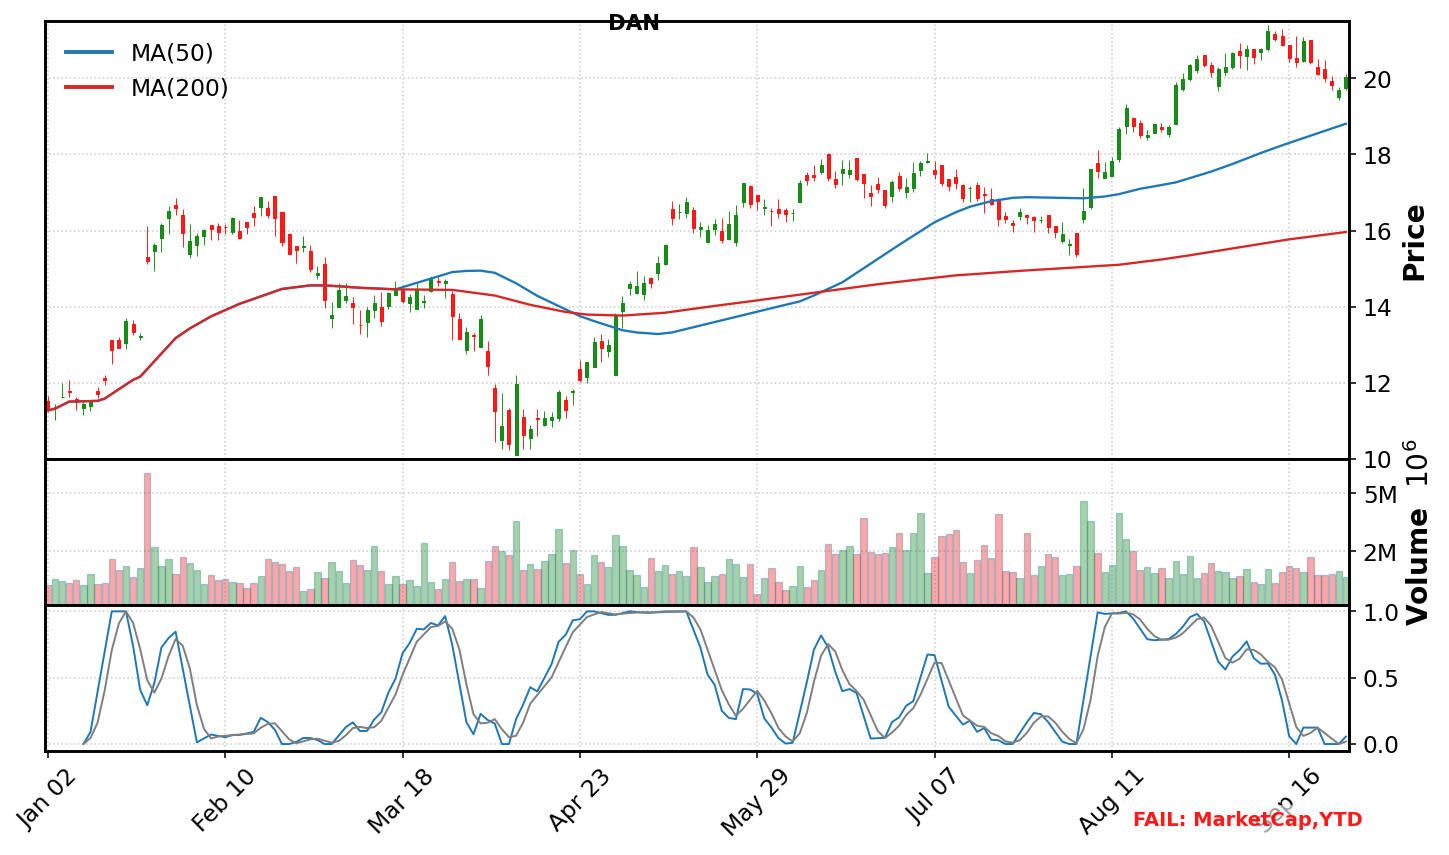 DAN
MA(50)
MA(200)
20
18
16
14
12
10
Price
10^6
5M
2M
Volume
1.0
0.5
0.0
Jan 02
Feb 10
Mar 18
Apr 23
May 29
Jul 07
Aug 11
Sep 16
FAIL: MarketCap,YTD